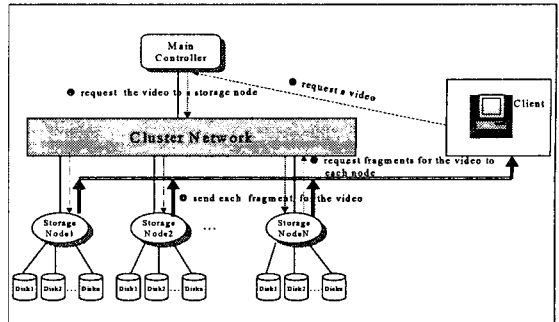 Main
Controller
request a video
request the video to a storage node
Client
Cluster Network
request fragments for the video to
each node
send each fragment for the video
Storage
Node1
Storage
Node2
...
Storage
NodeN
Disk1 Disk2 ... Diskn
Disk1 Disk2 ... Diskn
Disk1 Disk2 ... Diskn